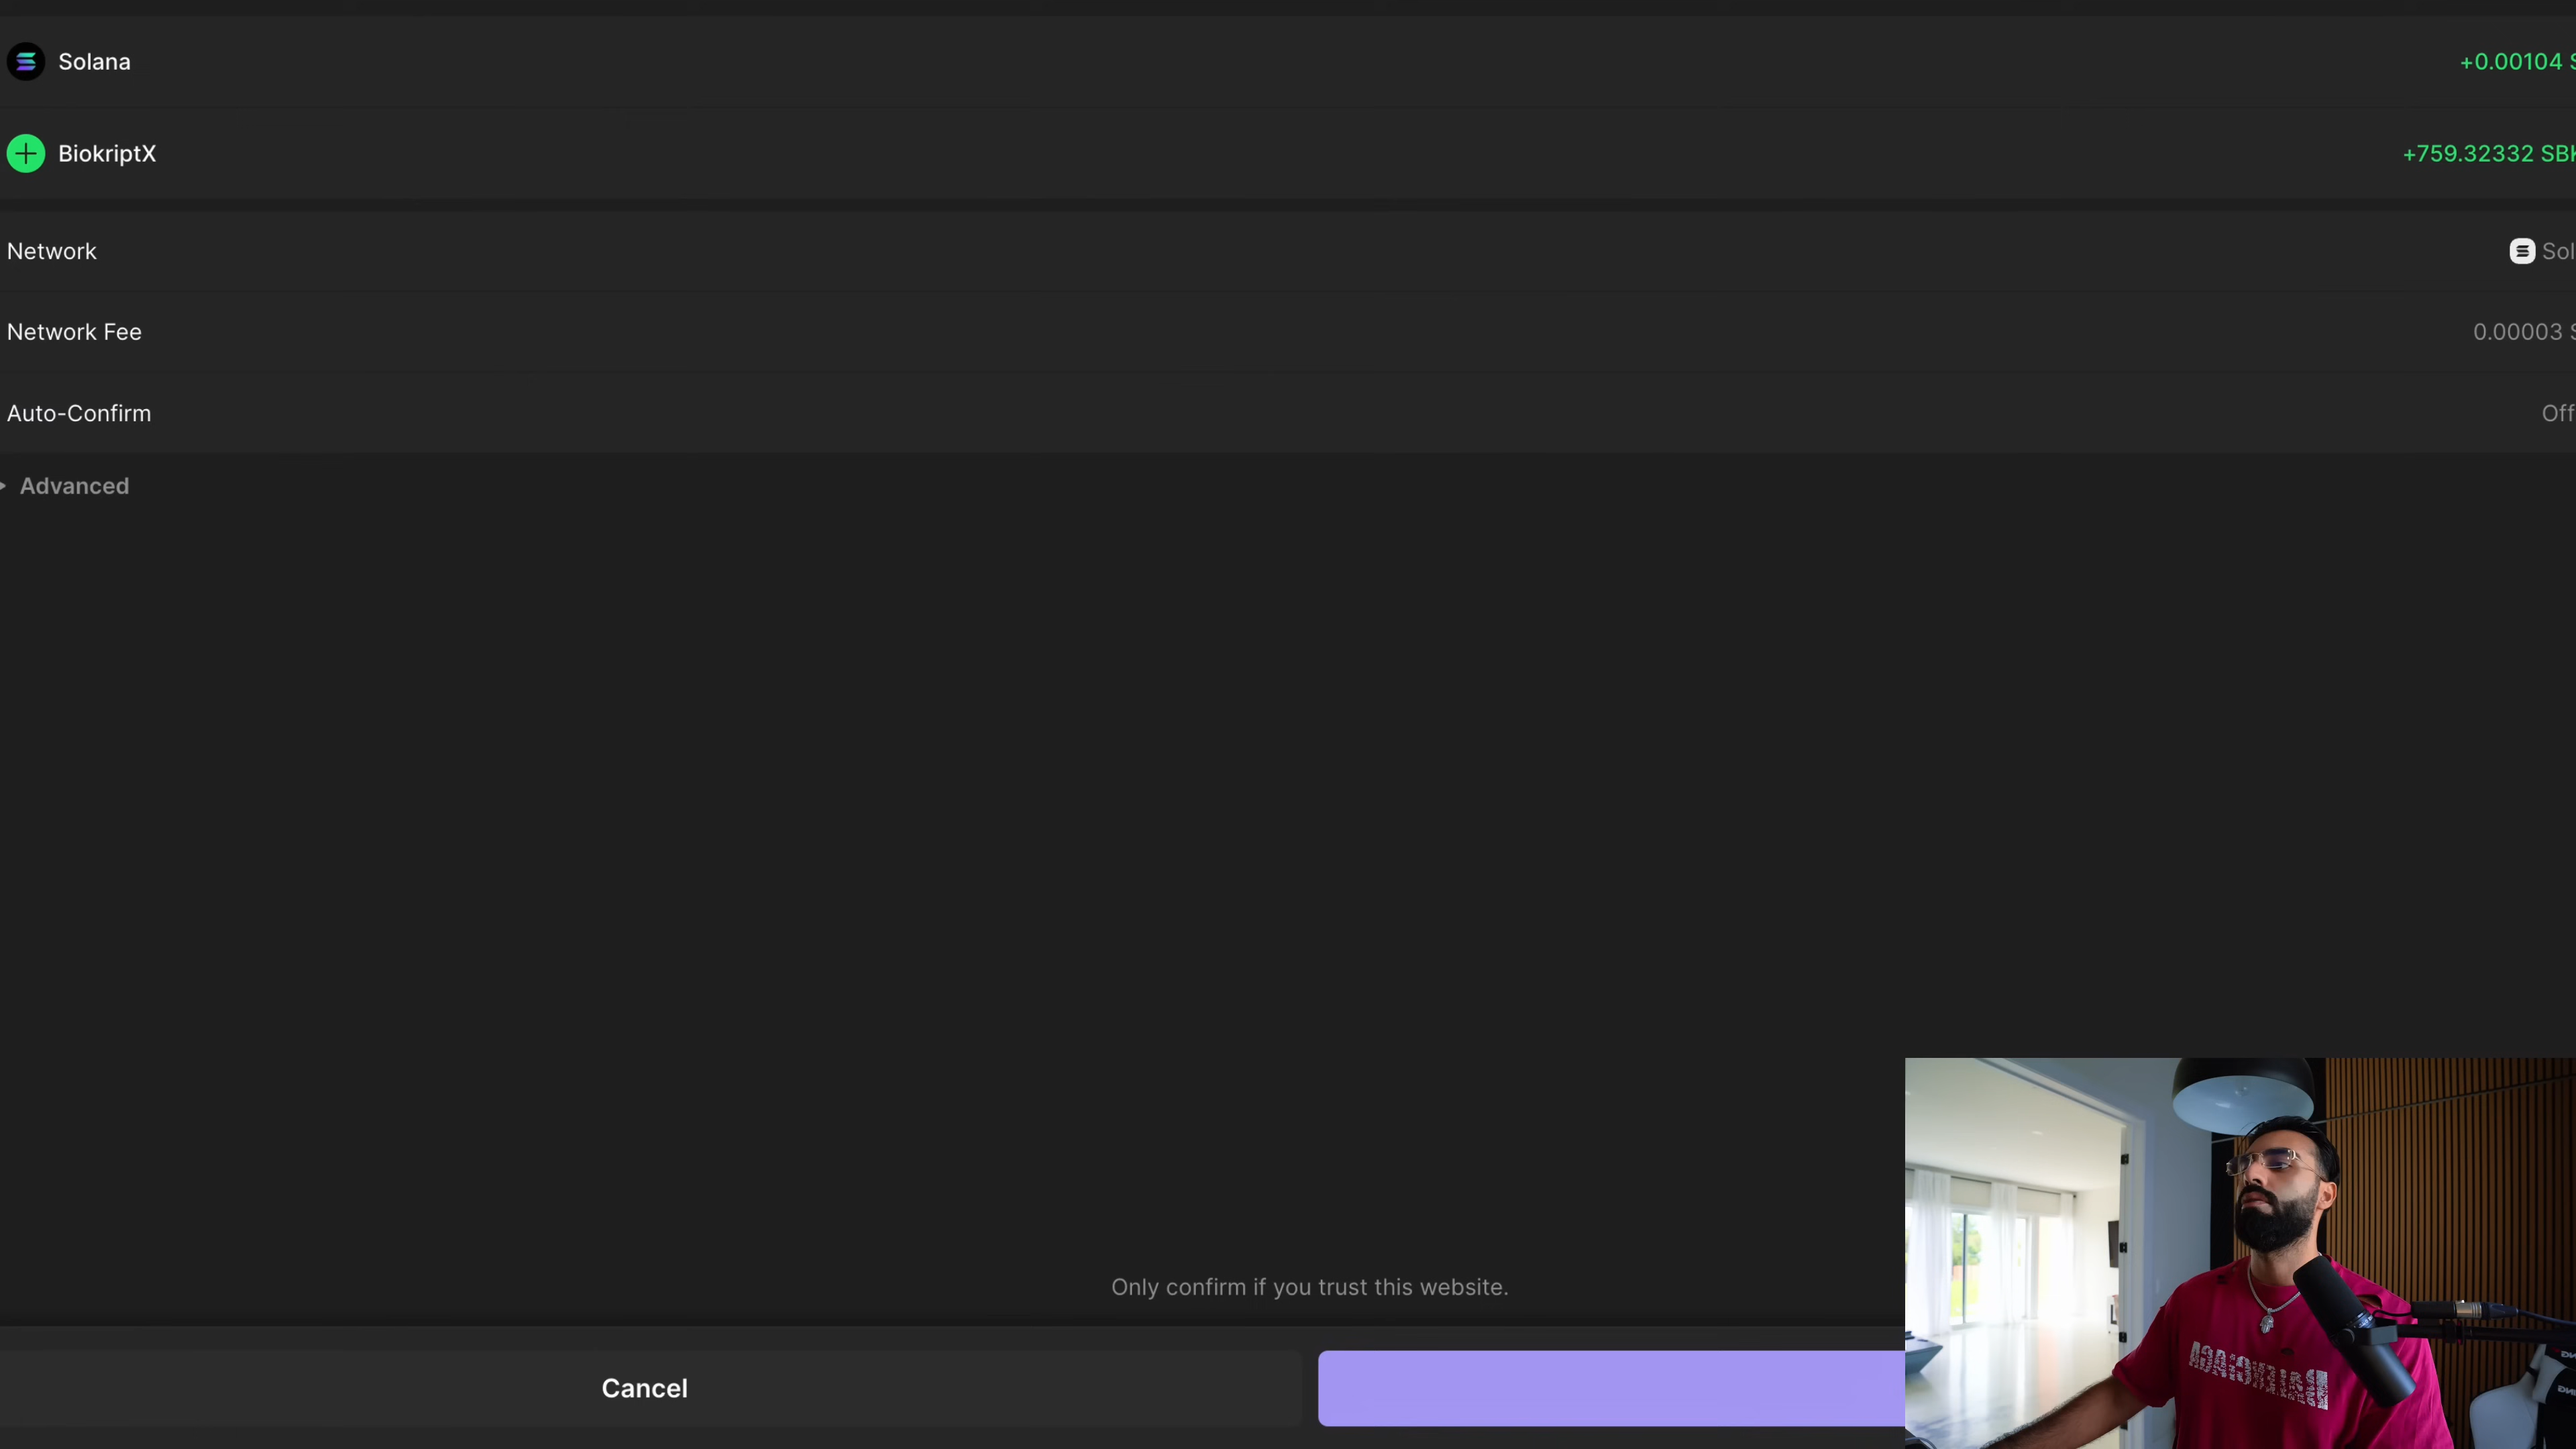 Solana
+0.00104
BiokriptX
+759.32332 SB
Network
Sol
Network Fee
0.00003
Auto-Confirm
Off
Advanced
Only confirm if you trust this website.
Cancel